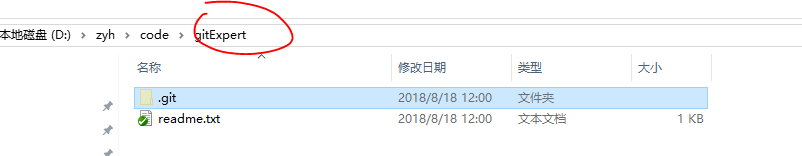 本地磁盘 (D:) > zyh > code > gitExpert
名称 修改日期 类型 大小
.git 2018/8/18 12:00 文件夹
readme.txt 2018/8/18 12:00 文本文档 1 KB